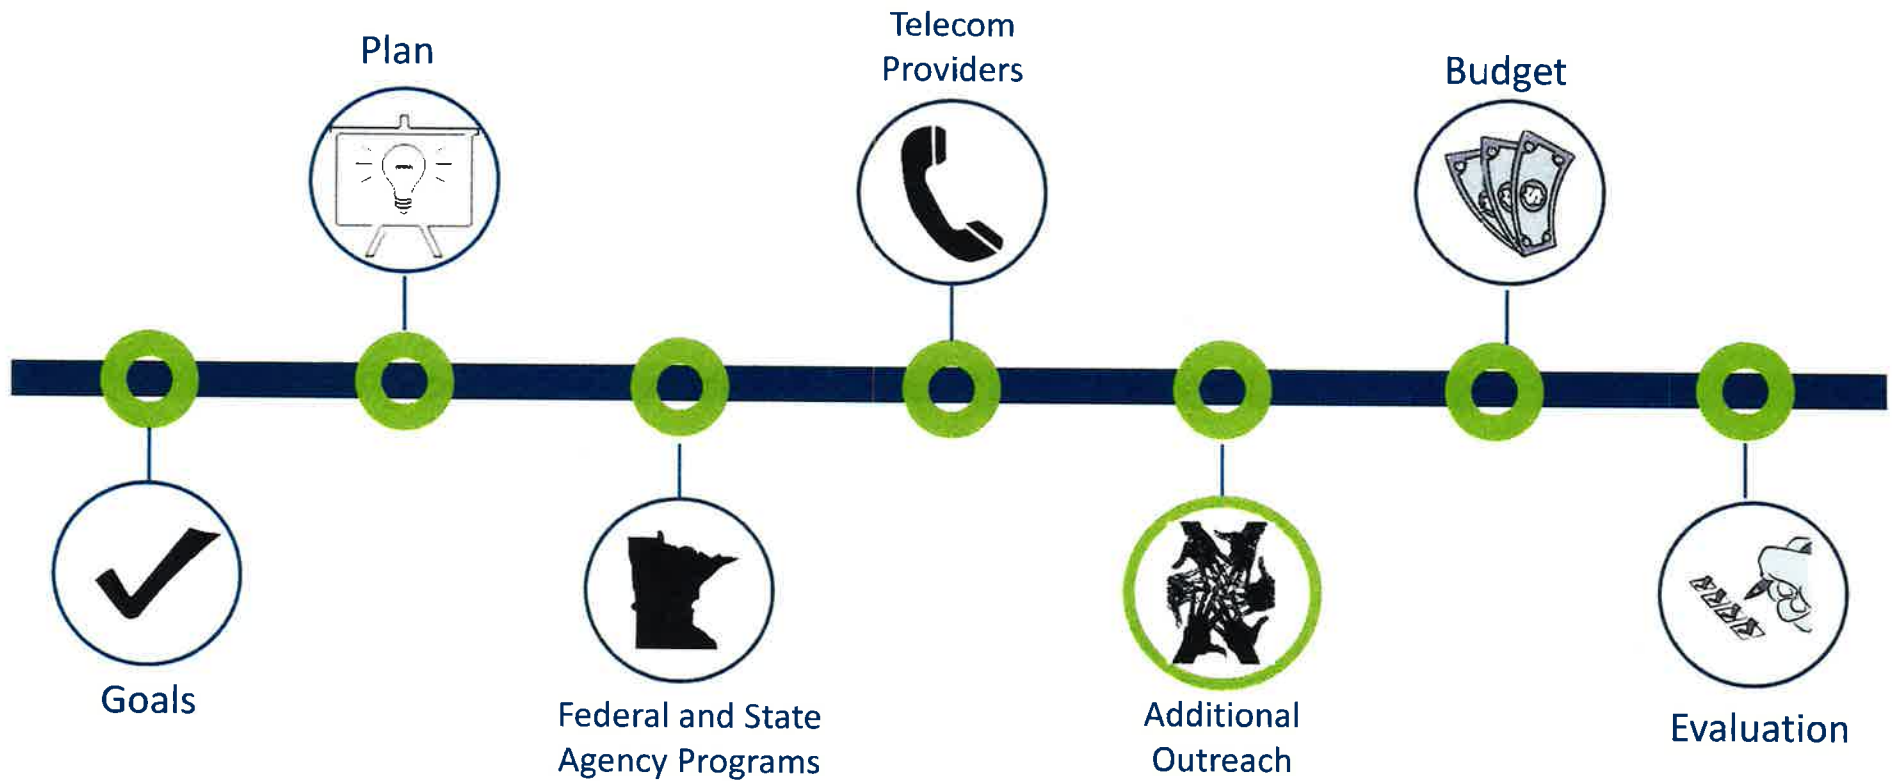 Goals
Plan
Federal and State
Agency Programs
Telecom
Providers
Additional
Outreach
Budget
Evaluation